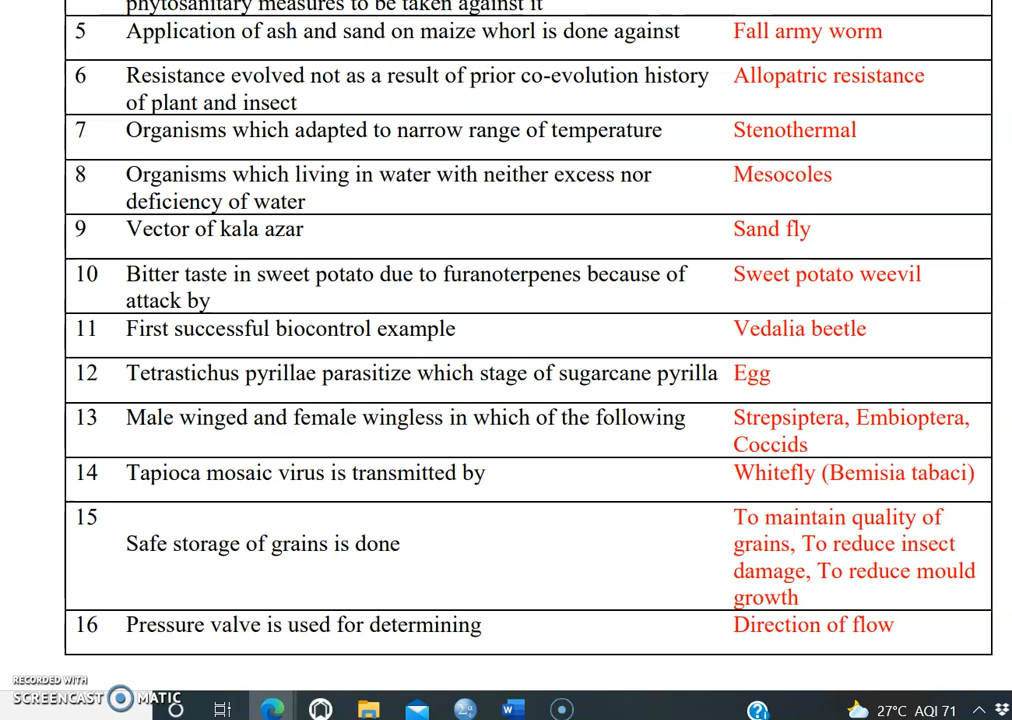 phytosanitary measures to be taken against it
5 Application of ash and sand on maize whorl is done against Fall army worm
6 Resistance evolved not as a result of prior co-evolution history Allopatric resistance
of plant and insect
7 Organisms which adapted to narrow range of temperature Stenothermal
8 Organisms which living in water with neither excess nor Mesocoles
deficiency of water
9 Vector of kala azar Sand fly
10 Bitter taste in sweet potato due to furanoterpenes because of Sweet potato weevil
attack by
11 First successful biocontrol example Vedalia beetle
12 Tetrastichus pyrillae parasitize which stage of sugarcane pyrilla Egg
13 Male winged and female wingless in which of the following Strepsiptera, Embioptera,
Coccids
14 Tapioca mosaic virus is transmitted by Whitefly (Bemisia tabaci)
15 To maintain quality of
Safe storage of grains is done grains, To reduce insect
damage, To reduce mould
growth
16 Pressure valve is used for determining Direction of flow
RECORDED WITH
SCREENCAST MATIC
27°C AQI 71